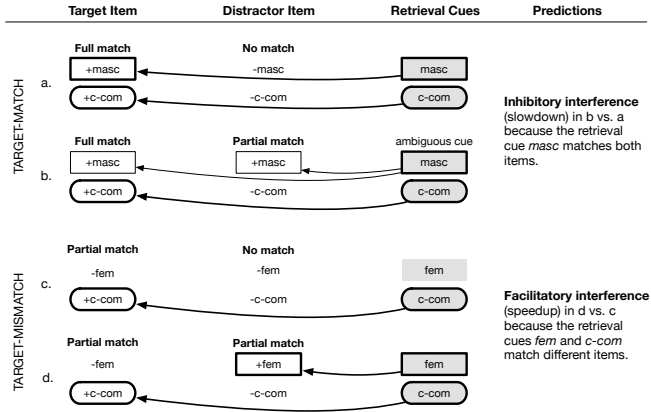 Target Item Distractor Item Retrieval Cues Predictions
TARGET-MATCH
Full match No match
a. +masc -masc masc
+c-com -c-com c-com
Full match Partial match ambiguous cue
b. +masc +masc masc
+c-com -c-com c-com
Inhibitory interference
(slowdown) in b vs. a
because the retrieval
cue masc matches both
items.
TARGET-MISMATCH
Partial match No match
c. -fem -fem fem
+c-com -c-com c-com
Partial match Partial match
d. -fem +fem fem
+c-com -c-com c-com
Facilitatory interference
(speedup) in d vs. c
because the retrieval
cues fem and c-com
match different items.